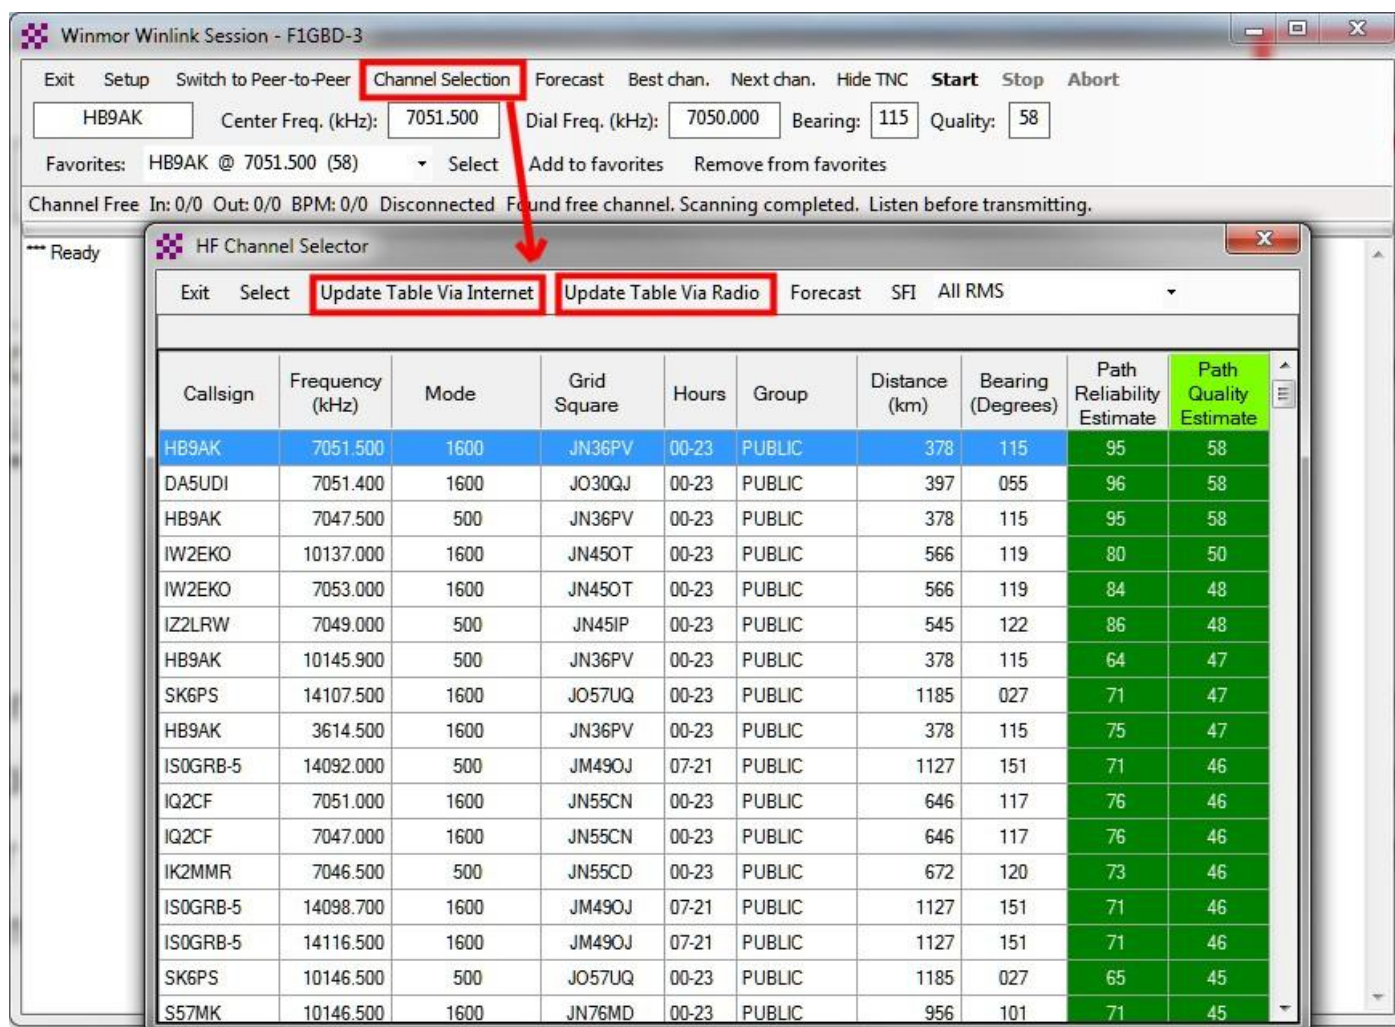 Winmor Winlink Session - F1GBD-3
Exit Setup Switch to Peer-to-Peer Channel Selection Forecast Best chan. Next chan. Hide TNC Start Stop Abort
HB9AK Center Freq. (kHz): 7051.500 Dial Freq. (kHz): 7050.000 Bearing: 115 Quality: 58
Favorites: HB9AK @ 7051.500 (58) Select Add to favorites Remove from favorites
Channel Free In: 0/0 Out: 0/0 BPM: 0/0 Disconnected Found free channel. Scanning completed. Listen before transmitting.
*** Ready
HF Channel Selector
Exit Select Update Table Via Internet Update Table Via Radio Forecast SFI All RMS
Callsign Frequency (kHz) Mode Grid Square Hours Group Distance (km) Bearing (Degrees) Path Reliability Estimate Path Quality Estimate
HB9AK 7051.500 1600 JN36PV 00-23 PUBLIC 378 115 95 58
DA5UDI 7051.400 1600 JO30QJ 00-23 PUBLIC 397 055 96 58
HB9AK 7047.500 500 JN36PV 00-23 PUBLIC 378 115 95 58
IW2EKO 10137.000 1600 JN45OT 00-23 PUBLIC 566 119 80 50
IW2EKO 7053.000 1600 JN45OT 00-23 PUBLIC 566 119 84 48
IZ2LRW 7049.000 500 JN45IP 00-23 PUBLIC 545 122 86 48
HB9AK 10145.900 500 JN36PV 00-23 PUBLIC 378 115 64 47
SK6PS 14107.500 1600 JO57UQ 00-23 PUBLIC 1185 027 71 47
HB9AK 3614.500 1600 JN36PV 00-23 PUBLIC 378 115 75 47
IS0GRB-5 14092.000 500 JM49OJ 07-21 PUBLIC 1127 151 71 46
IQ2CF 7051.000 1600 JN55CN 00-23 PUBLIC 646 117 76 46
IQ2CF 7047.000 1600 JN55CN 00-23 PUBLIC 646 117 76 46
IK2MMR 7046.500 500 JN55CD 00-23 PUBLIC 672 120 73 46
IS0GRB-5 14098.700 1600 JM49OJ 07-21 PUBLIC 1127 151 71 46
IS0GRB-5 14116.500 1600 JM49OJ 07-21 PUBLIC 1127 151 71 46
SK6PS 10146.500 500 JO57UQ 00-23 PUBLIC 1185 027 65 45
S57MK 10146.500 1600 JN76MD 00-23 PUBLIC 956 101 71 45